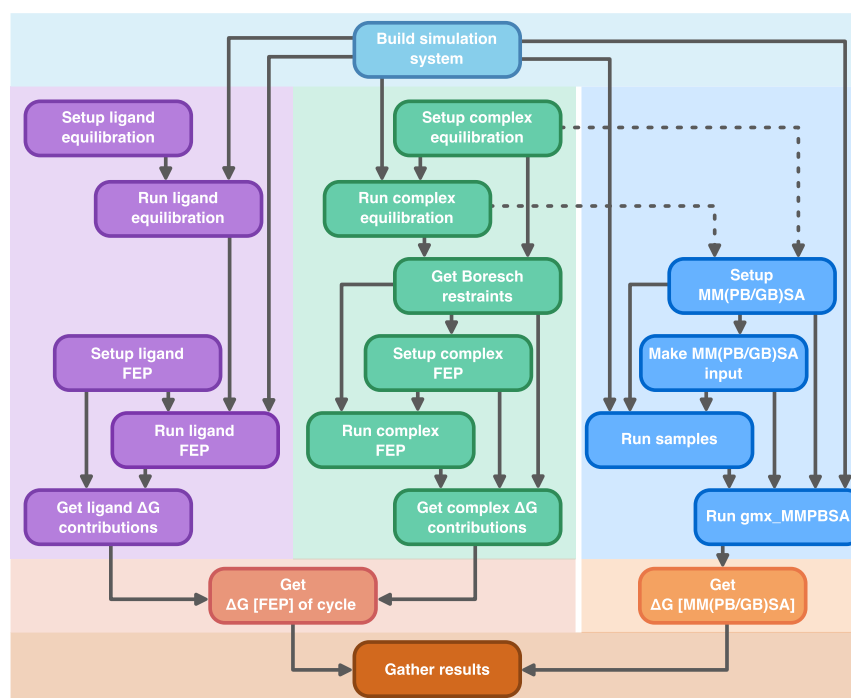 Build simulation
system
Setup ligand
equilibration
Setup complex
equilibration
Run ligand
equilibration
Run complex
equilibration
Get Boresch
restraints
Setup
MM(PB/GB)SA
Setup ligand
FEP
Setup complex
FEP
Make MM(PB/GB)SA
input
Run ligand
FEP
Run complex
FEP
Run samples
Get ligand ΔG
contributions
Get complex ΔG
contributions
Run gmx_MMPBSA
Get
ΔG [FEP] of cycle
Get
ΔG [MM(PB/GB)SA]
Gather results